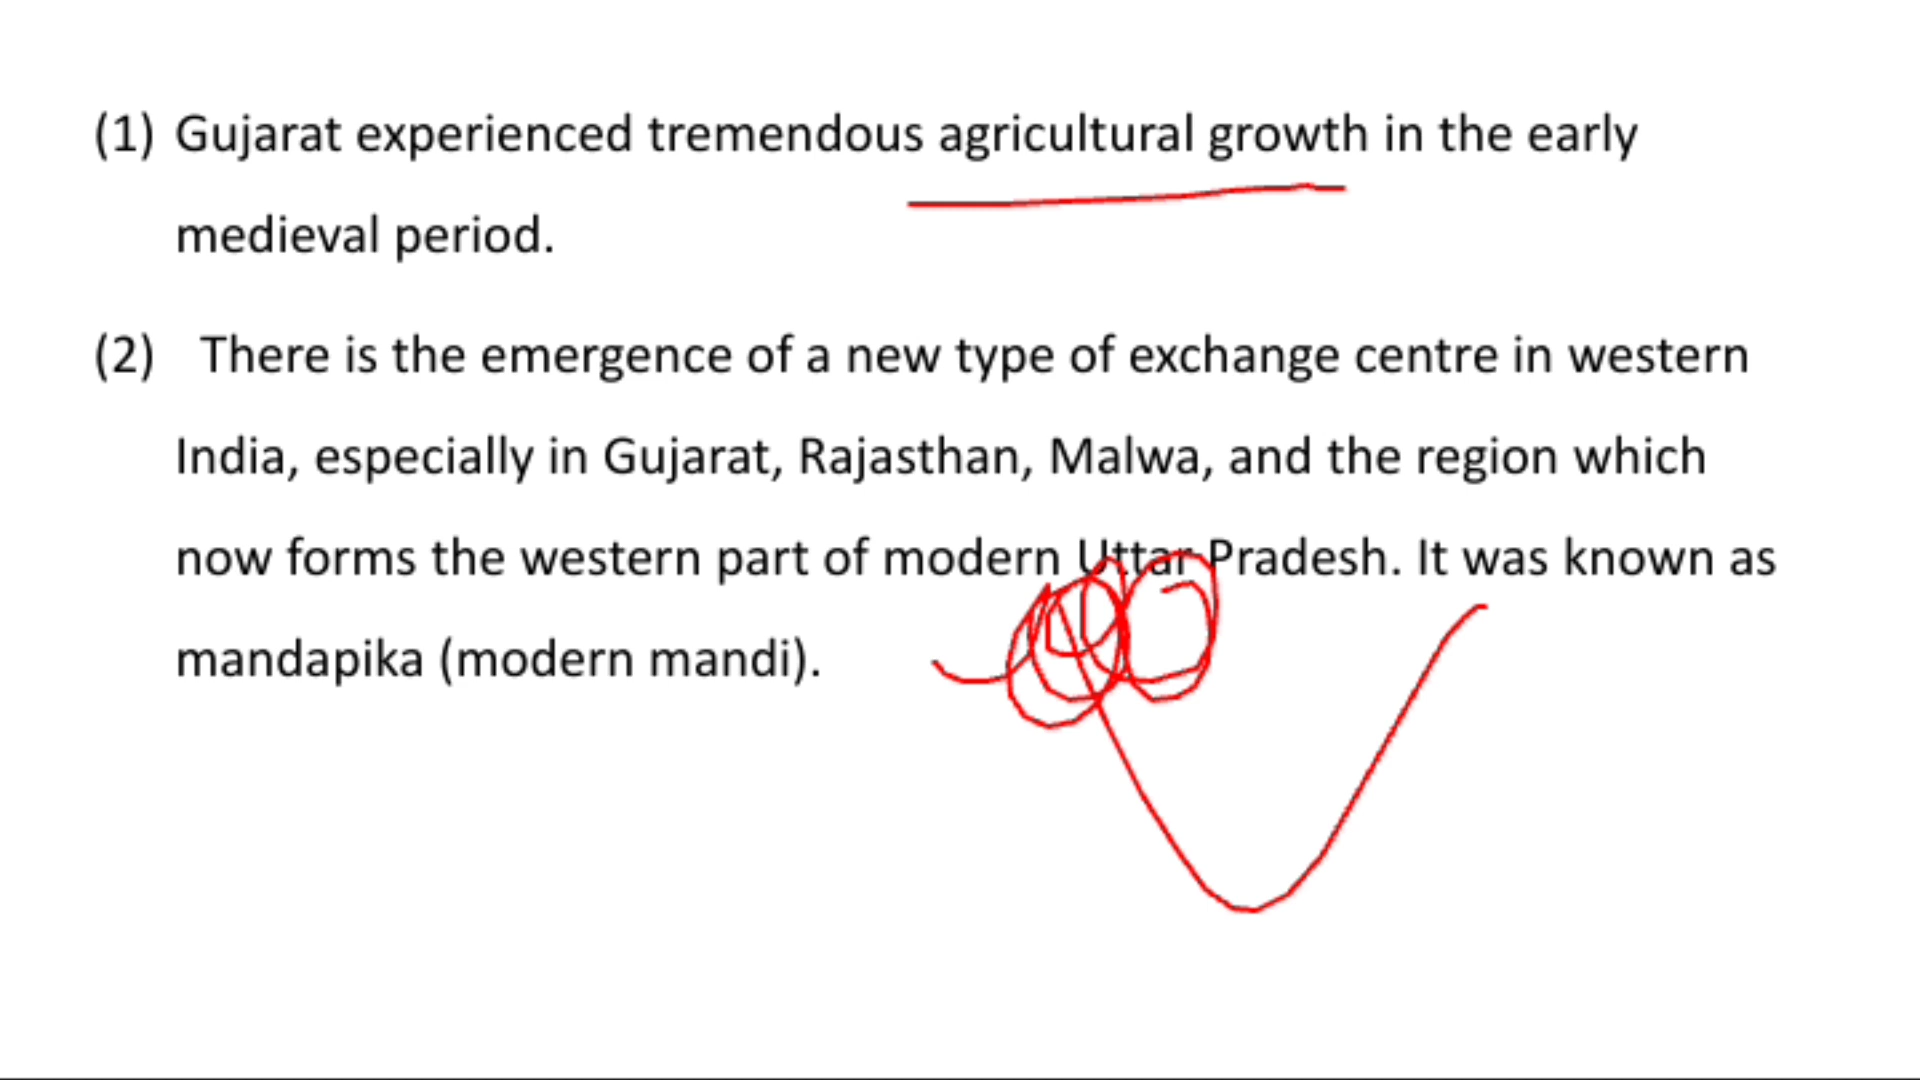 (1) Gujarat experienced tremendous agricultural growth in the early
medieval period.
(2) There is the emergence of a new type of exchange centre in western
India, especially in Gujarat, Rajasthan, Malwa, and the region which
now forms the western part of modern Uttar Pradesh. It was known as
mandapika (modern mandi).